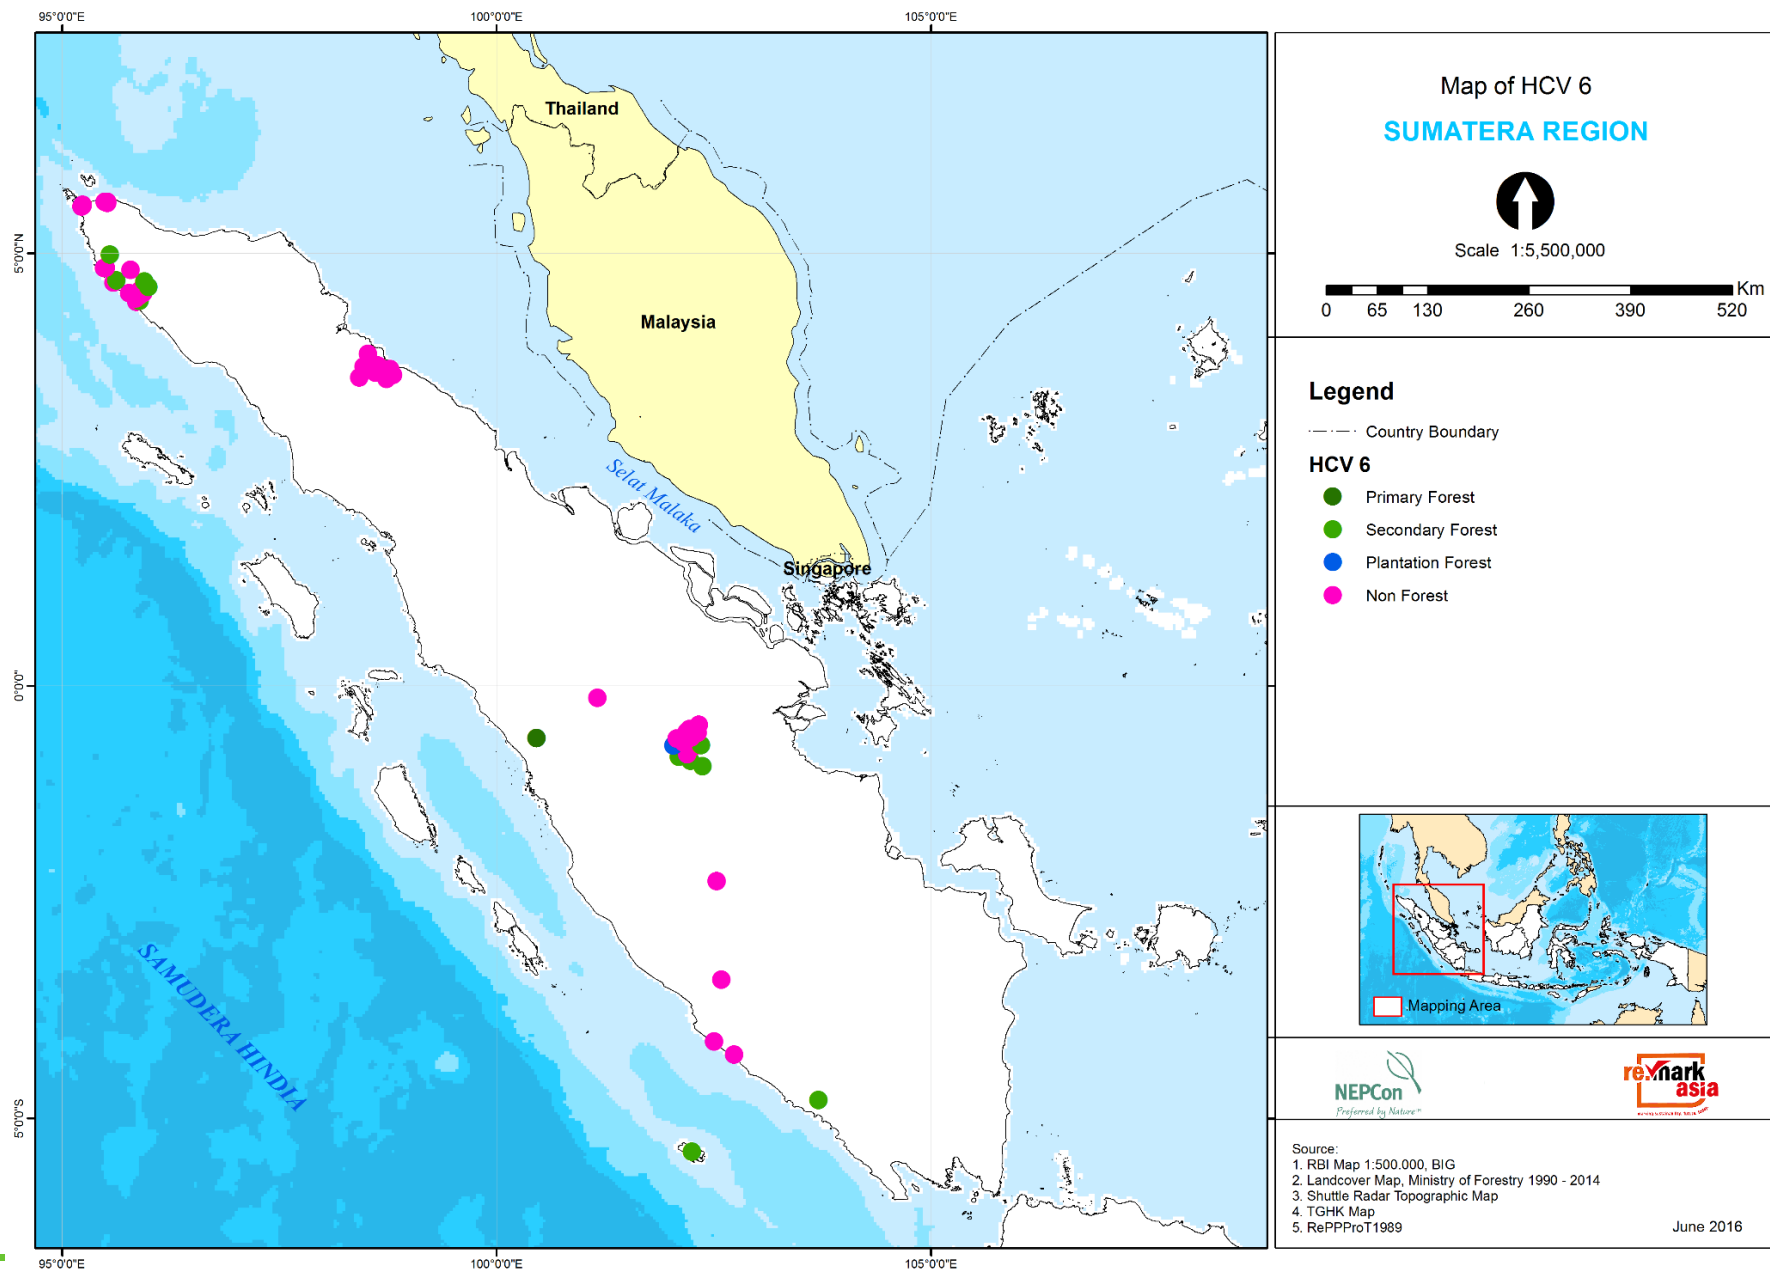 95°0'0"E
100°0'0"E
105°0'0"E
5°0'0"N
0°0'0"
5°0'0"S
Thailand
Malaysia
Selat Malaka
Singapore
SAMUDERA HINDIA
95°0'0"E
100°0'0"E
105°0'0"E
Map of HCV 6
SUMATERA REGION
Scale 1:5,500,000
Km
0 65 130 260 390 520
Legend
Country Boundary
HCV 6
Primary Forest
Secondary Forest
Plantation Forest
Non Forest
Mapping Area
NEPCon
Preferred by Nature™
re.mark
asia
Source:
1. RBI Map 1:500.000, BIG
2. Landcover Map, Ministry of Forestry 1990 - 2014
3. Shuttle Radar Topographic Map
4. TGHK Map
5. RePPProT1989
June 2016